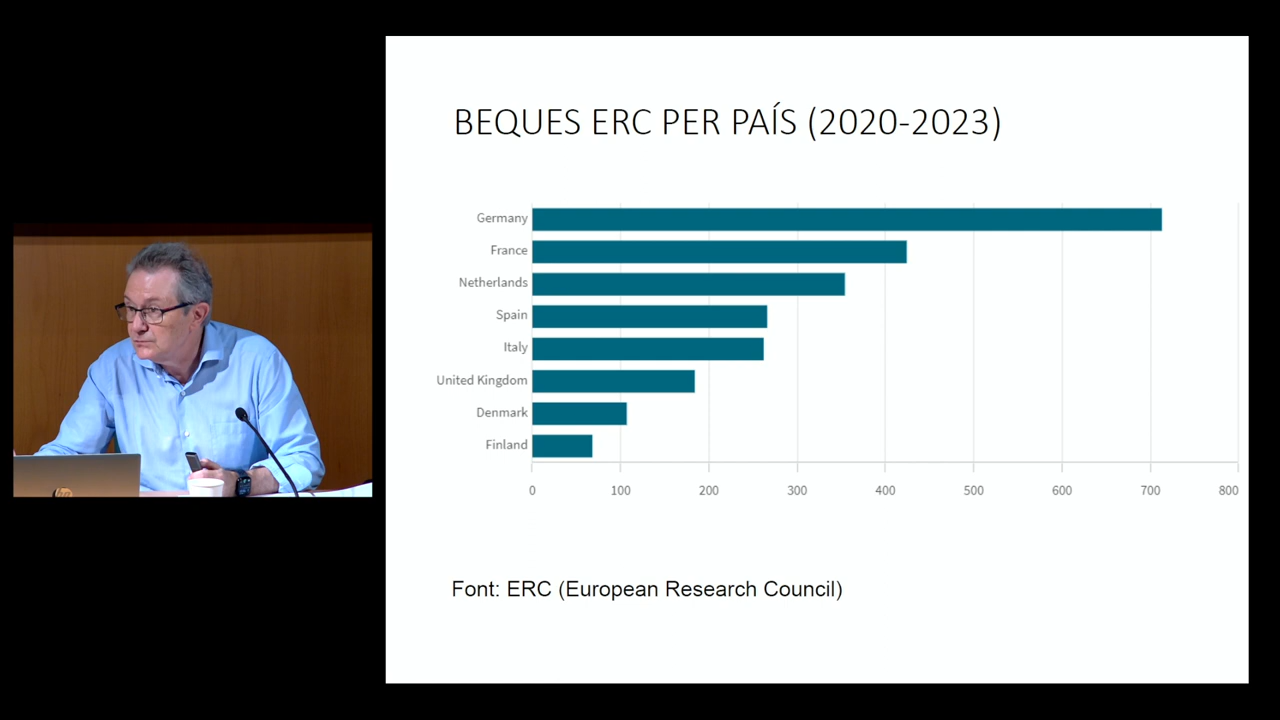 BEQUES ERC PER PAÍS (2020-2023)
Germany
France
Netherlands
Spain
Italy
United Kingdom
Denmark
Finland
0 100 200 300 400 500 600 700 800
Font: ERC (European Research Council)
hp